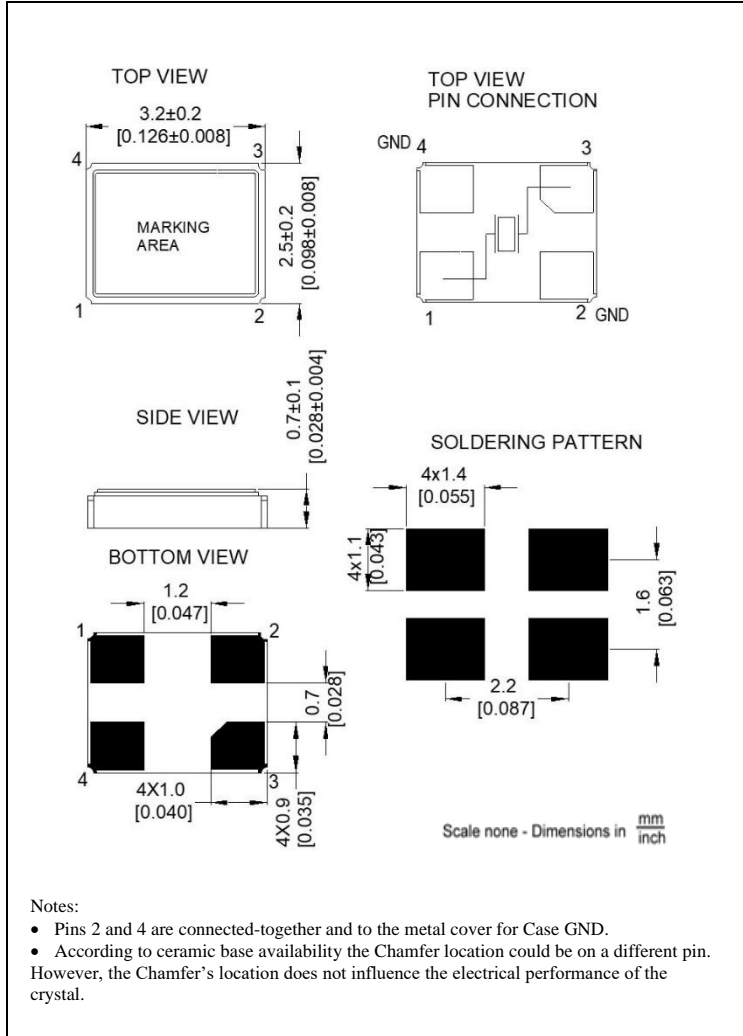 TOP VIEW
3.2±0.2
[0.126±0.008]
4
3
MARKING
AREA
2.5±0.2
[0.098±0.008]
1
2
TOP VIEW
PIN CONNECTION
GND 4
3
1
2 GND
SIDE VIEW
0.7±0.1
[0.028±0.004]
BOTTOM VIEW
1.2
[0.047]
1
2
0.7
[0.028]
4
3
4X1.0
[0.040]
4X0.9
[0.035]
SOLDERING PATTERN
4x1.4
[0.055]
4x1.1
[0.043]
1.6
[0.063]
2.2
[0.087]
Scale none - Dimensions in mm
inch
Notes:
• Pins 2 and 4 are connected-together and to the metal cover for Case GND.
• According to ceramic base availability the Chamfer location could be on a different pin.
However, the Chamfer’s location does not influence the electrical performance of the
crystal.